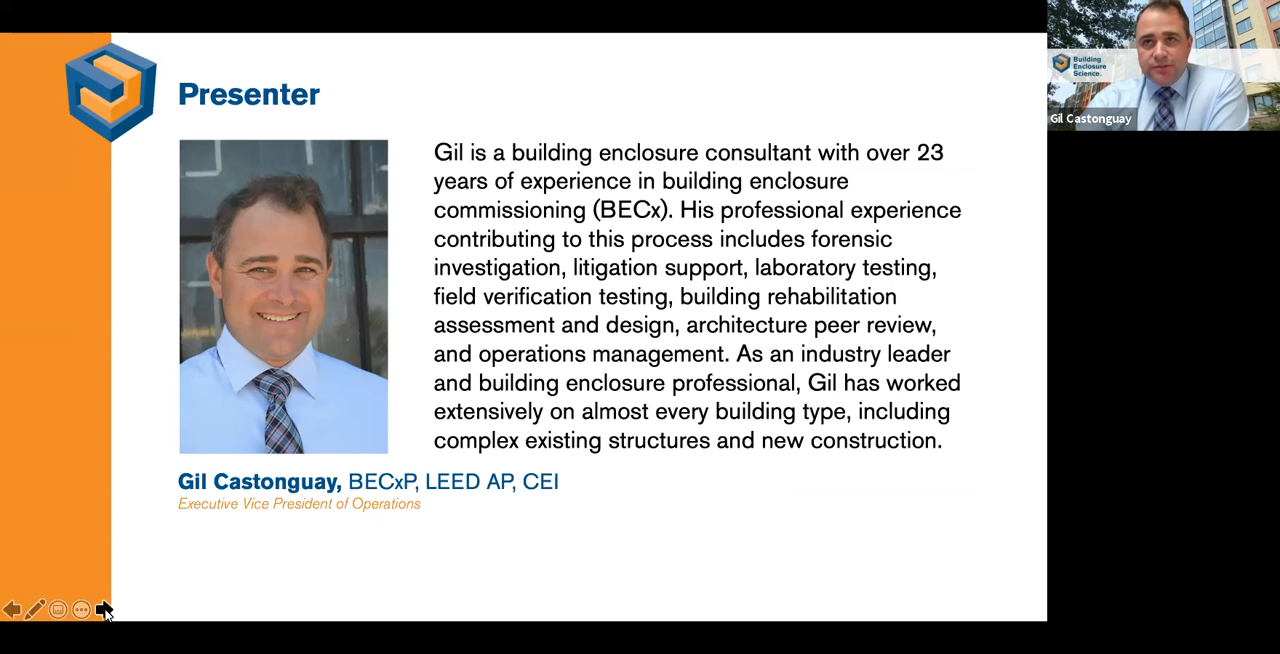 Presenter
Gil is a building enclosure consultant with over 23
years of experience in building enclosure
commissioning (BECx). His professional experience
contributing to this process includes forensic
investigation, litigation support, laboratory testing,
field verification testing, building rehabilitation
assessment and design, architecture peer review,
and operations management. As an industry leader
and building enclosure professional, Gil has worked
extensively on almost every building type, including
complex existing structures and new construction.
Gil Castonguay, BECxP, LEED AP, CEI
Executive Vice President of Operations
Building
Enclosure
Science
Gil Castonguay